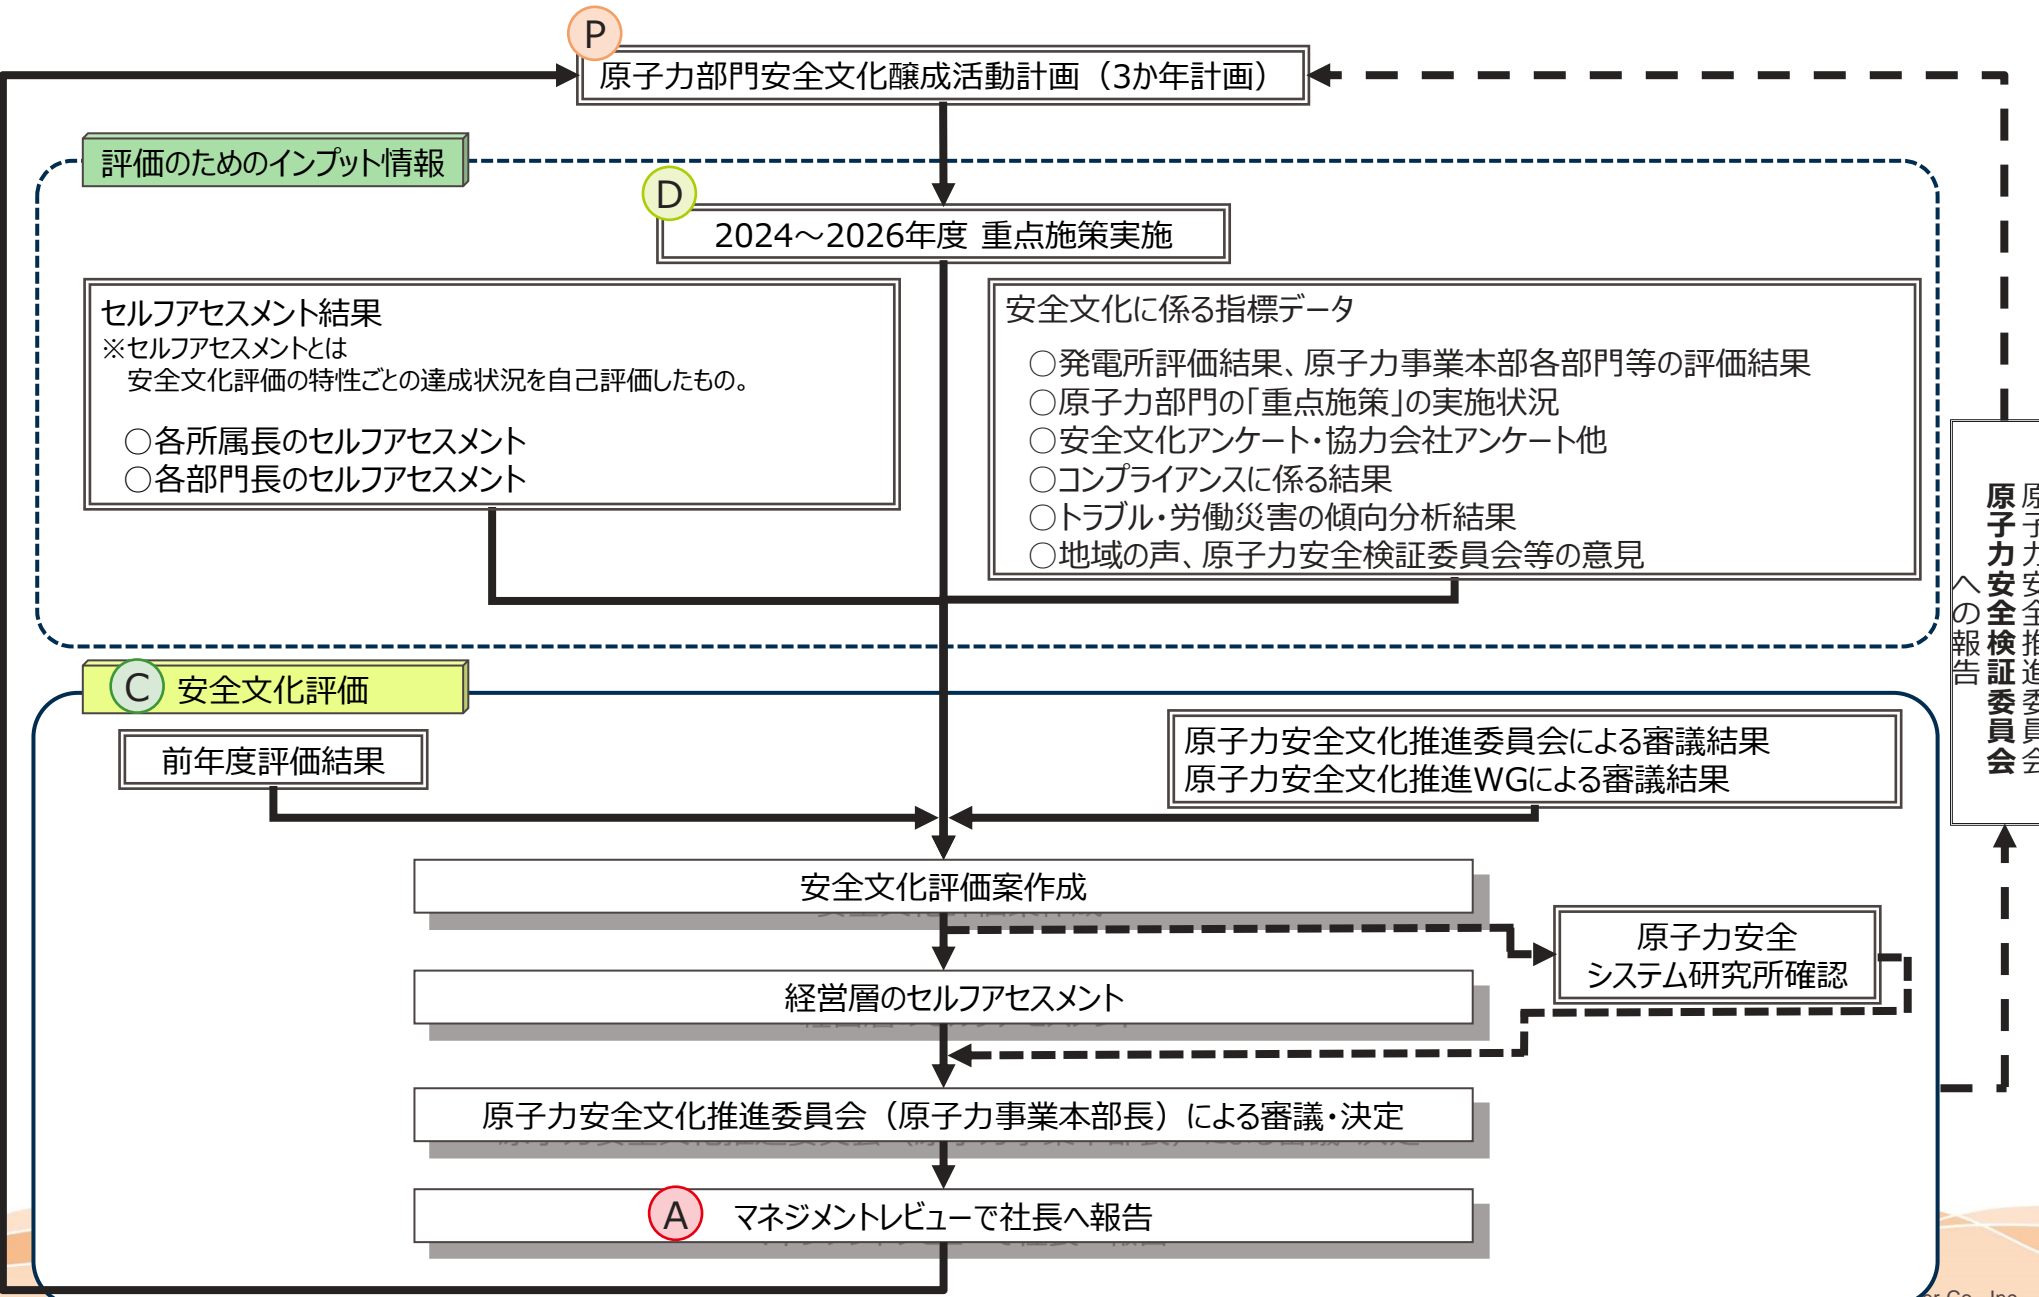 P
原子力部門安全文化醸成活動計画（3か年計画）
評価のためのインプット情報
D
2024～2026年度 重点施策実施
セルフアセスメント結果
※セルフアセスメントとは
安全文化評価の特性ごとの達成状況を自己評価したもの。
○各所属長のセルフアセスメント
○各部門長のセルフアセスメント
安全文化に係る指標データ
○発電所評価結果、原子力事業本部各部門等の評価結果
○原子力部門の「重点施策」の実施状況
○安全文化アンケート・協力会社アンケート他
○コンプライアンスに係る結果
○トラブル・労働災害の傾向分析結果
○地域の声、原子力安全検証委員会等の意見
原子力安全推進委員会
原子力安全検証委員会
への報告
C 安全文化評価
前年度評価結果
原子力安全文化推進委員会による審議結果
原子力安全文化推進WGによる審議結果
安全文化評価案作成
原子力安全
システム研究所確認
経営層のセルフアセスメント
原子力安全文化推進委員会（原子力事業本部長）による審議・決定
A マネジメントレビューで社長へ報告
Co., Inc.